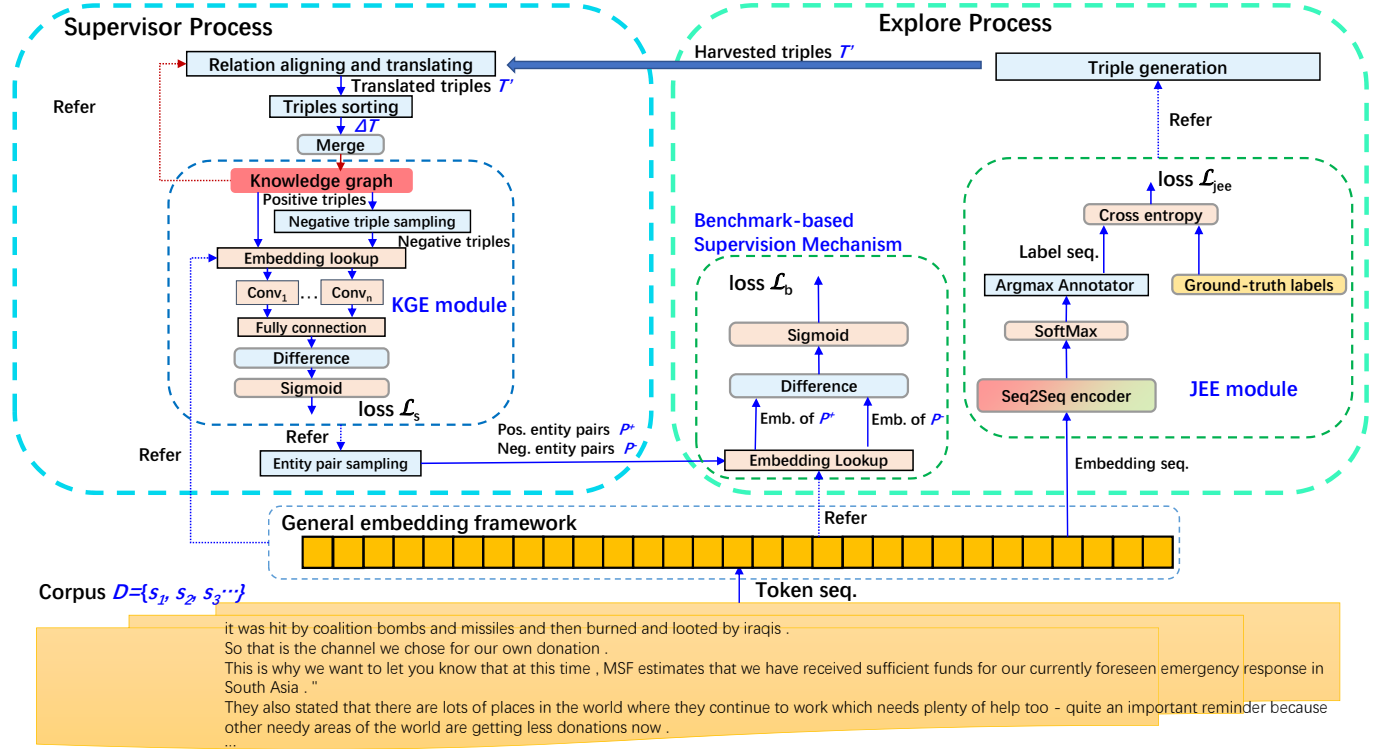 Supervisor Process
Explore Process
Relation aligning and translating
Harvested triples T'
Triple generation
Translated triples T'
Refer
Triples sorting
ΔT
Merge
Refer
Knowledge graph
Positive triples
Negative triple sampling
Negative triples
Embedding lookup
Conv1 ... Convn
KGE module
Fully connection
Difference
Sigmoid
loss ℒs
Refer
Entity pair sampling
Refer
Pos. entity pairs P+
Neg. entity pairs P-
Benchmark-based
Supervision Mechanism
loss ℒb
Sigmoid
Difference
Emb. of P+
Emb. of P-
Embedding Lookup
Refer
loss ℒjee
Cross entropy
Label seq.
Argmax Annotator
Ground-truth labels
SoftMax
Seq2Seq encoder
JEE module
Embedding seq.
General embedding framework
Corpus D={s1, s2, s3···}
Token seq.
it was hit by coalition bombs and missiles and then burned and looted by iraqis .
So that is the channel we chose for our own donation .
This is why we want to let you know that at this time , MSF estimates that we have received sufficient funds for our currently foreseen emergency response in
South Asia . "
They also stated that there are lots of places in the world where they continue to work which needs plenty of help too - quite an important reminder because
other needy areas of the world are getting less donations now .
...